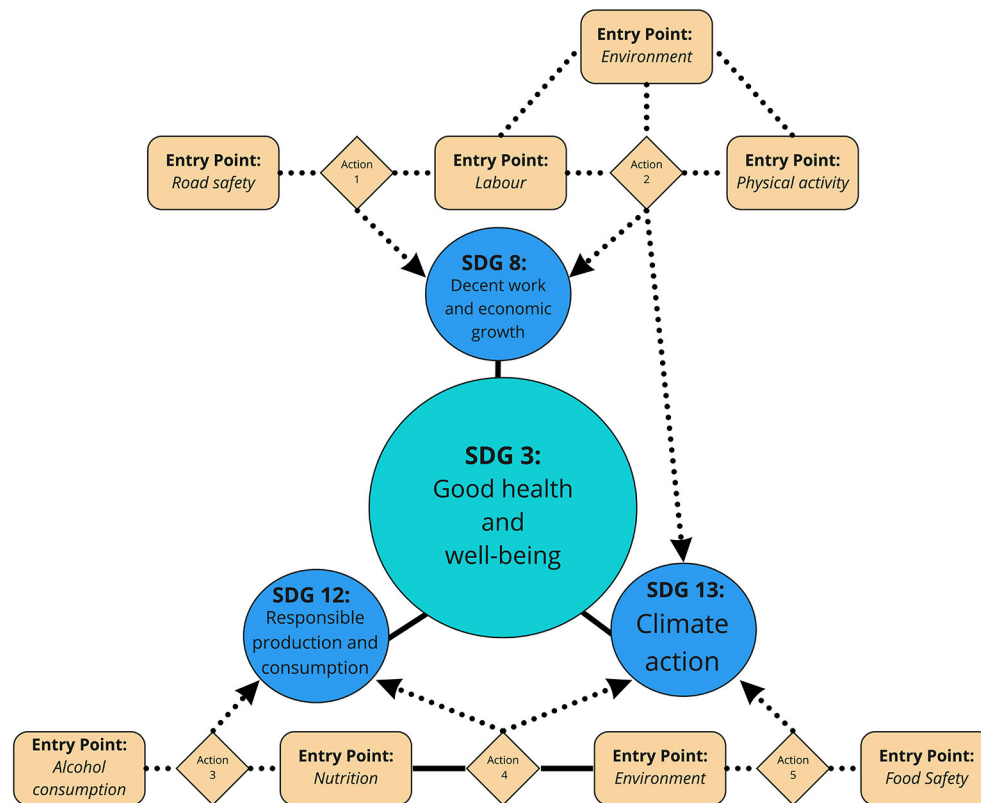 Entry Point:
Environment
Entry Point:
Road safety
Action
1
Entry Point:
Labour
Action
2
Entry Point:
Physical activity
SDG 8:
Decent work
and economic
growth
SDG 3:
Good health
and
well-being
SDG 12:
Responsible
production and
consumption
SDG 13:
Climate
action
Entry Point:
Alcohol
consumption
Action
3
Entry Point:
Nutrition
Action
4
Entry Point:
Environment
Action
5
Entry Point:
Food Safety